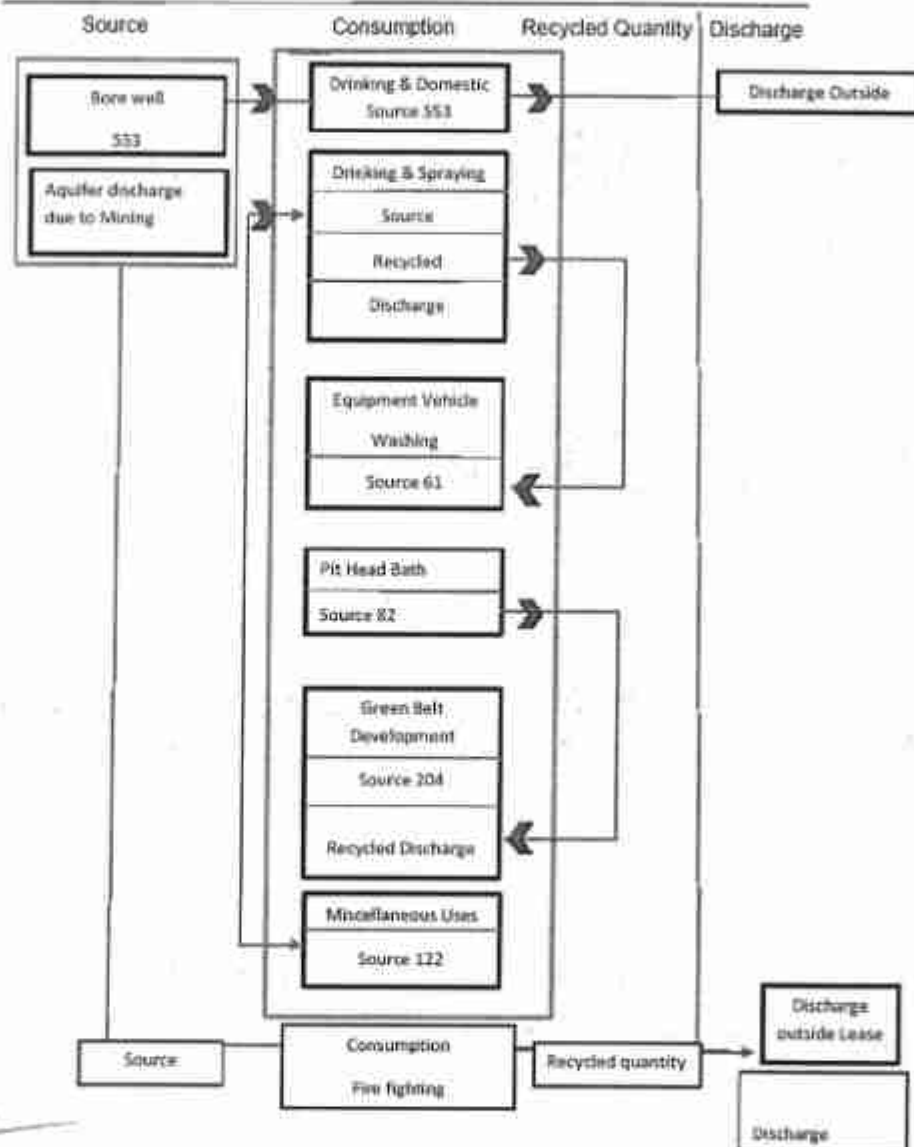 Source Consumption Recycled Quantity Discharge
Bore well
553
Aquifer discharge
due to Mining
Drinking & Domestic
Source 553
Discharge Outside
Drinking & Spraying
Source
Recycled
Discharge
Equipment Vehicle
Washing
Source 61
Pit Head Bath
Source 82
Green Belt
Development
Source 204
Recycled Discharge
Miscellaneous Uses
Source 122
Discharge
outside Lease
Source
Consumption
Fire fighting
Recycled quantity
Discharge